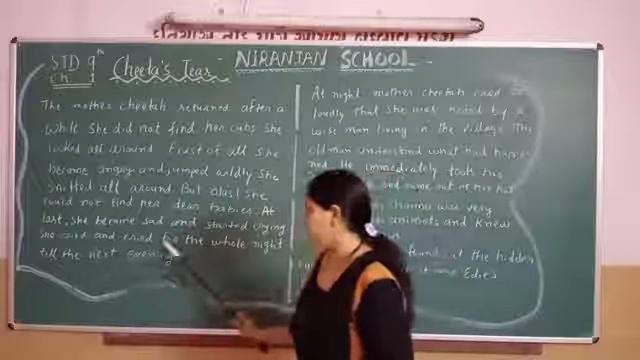 STD 9th
Ch. 1
Cheeta's Tears
NIRANJAN SCHOOL
The mother cheetah returned after a
while she did not find her cubs she
looked all around First of all she
became angry and jumped wildly she
sniffed all around. But alas! she
could not find her dear babies. At
last, she became sad and started crying
she cried and cried for the whole night
till the next evening
At night mother cheetah cried so
loudly that she was heard by a
wise man living in the village This
old man understand what had happe
ned He immediately took his
and came out of his hut
was very
animals and knew
the hidden